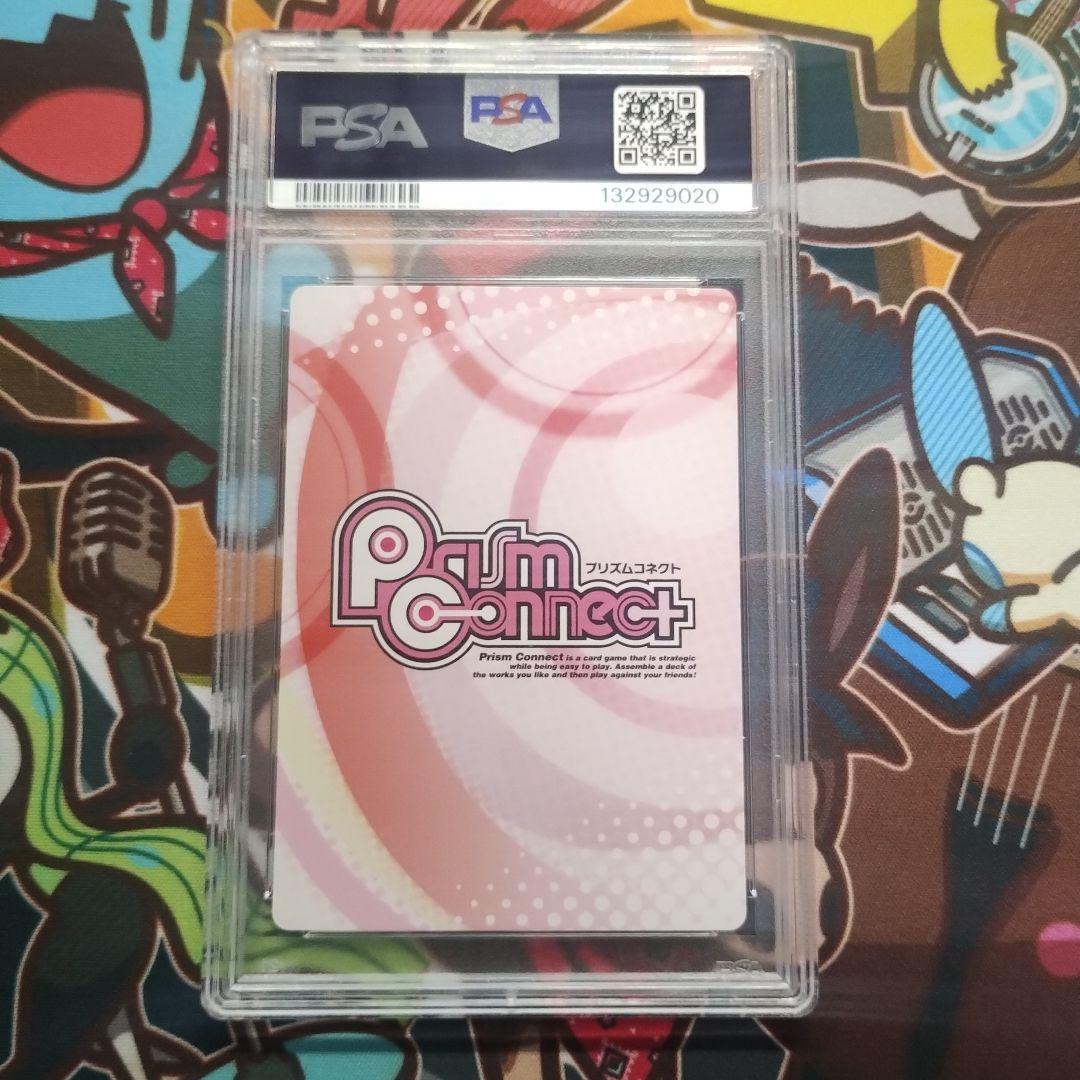 PSA
PSA
132929020
Prism
プリズムコネクト
Connect
Prism Connect is a card game that is strategic
while being easy to play. Assemble a deck of
the works you like and then play against your friends!
PSA